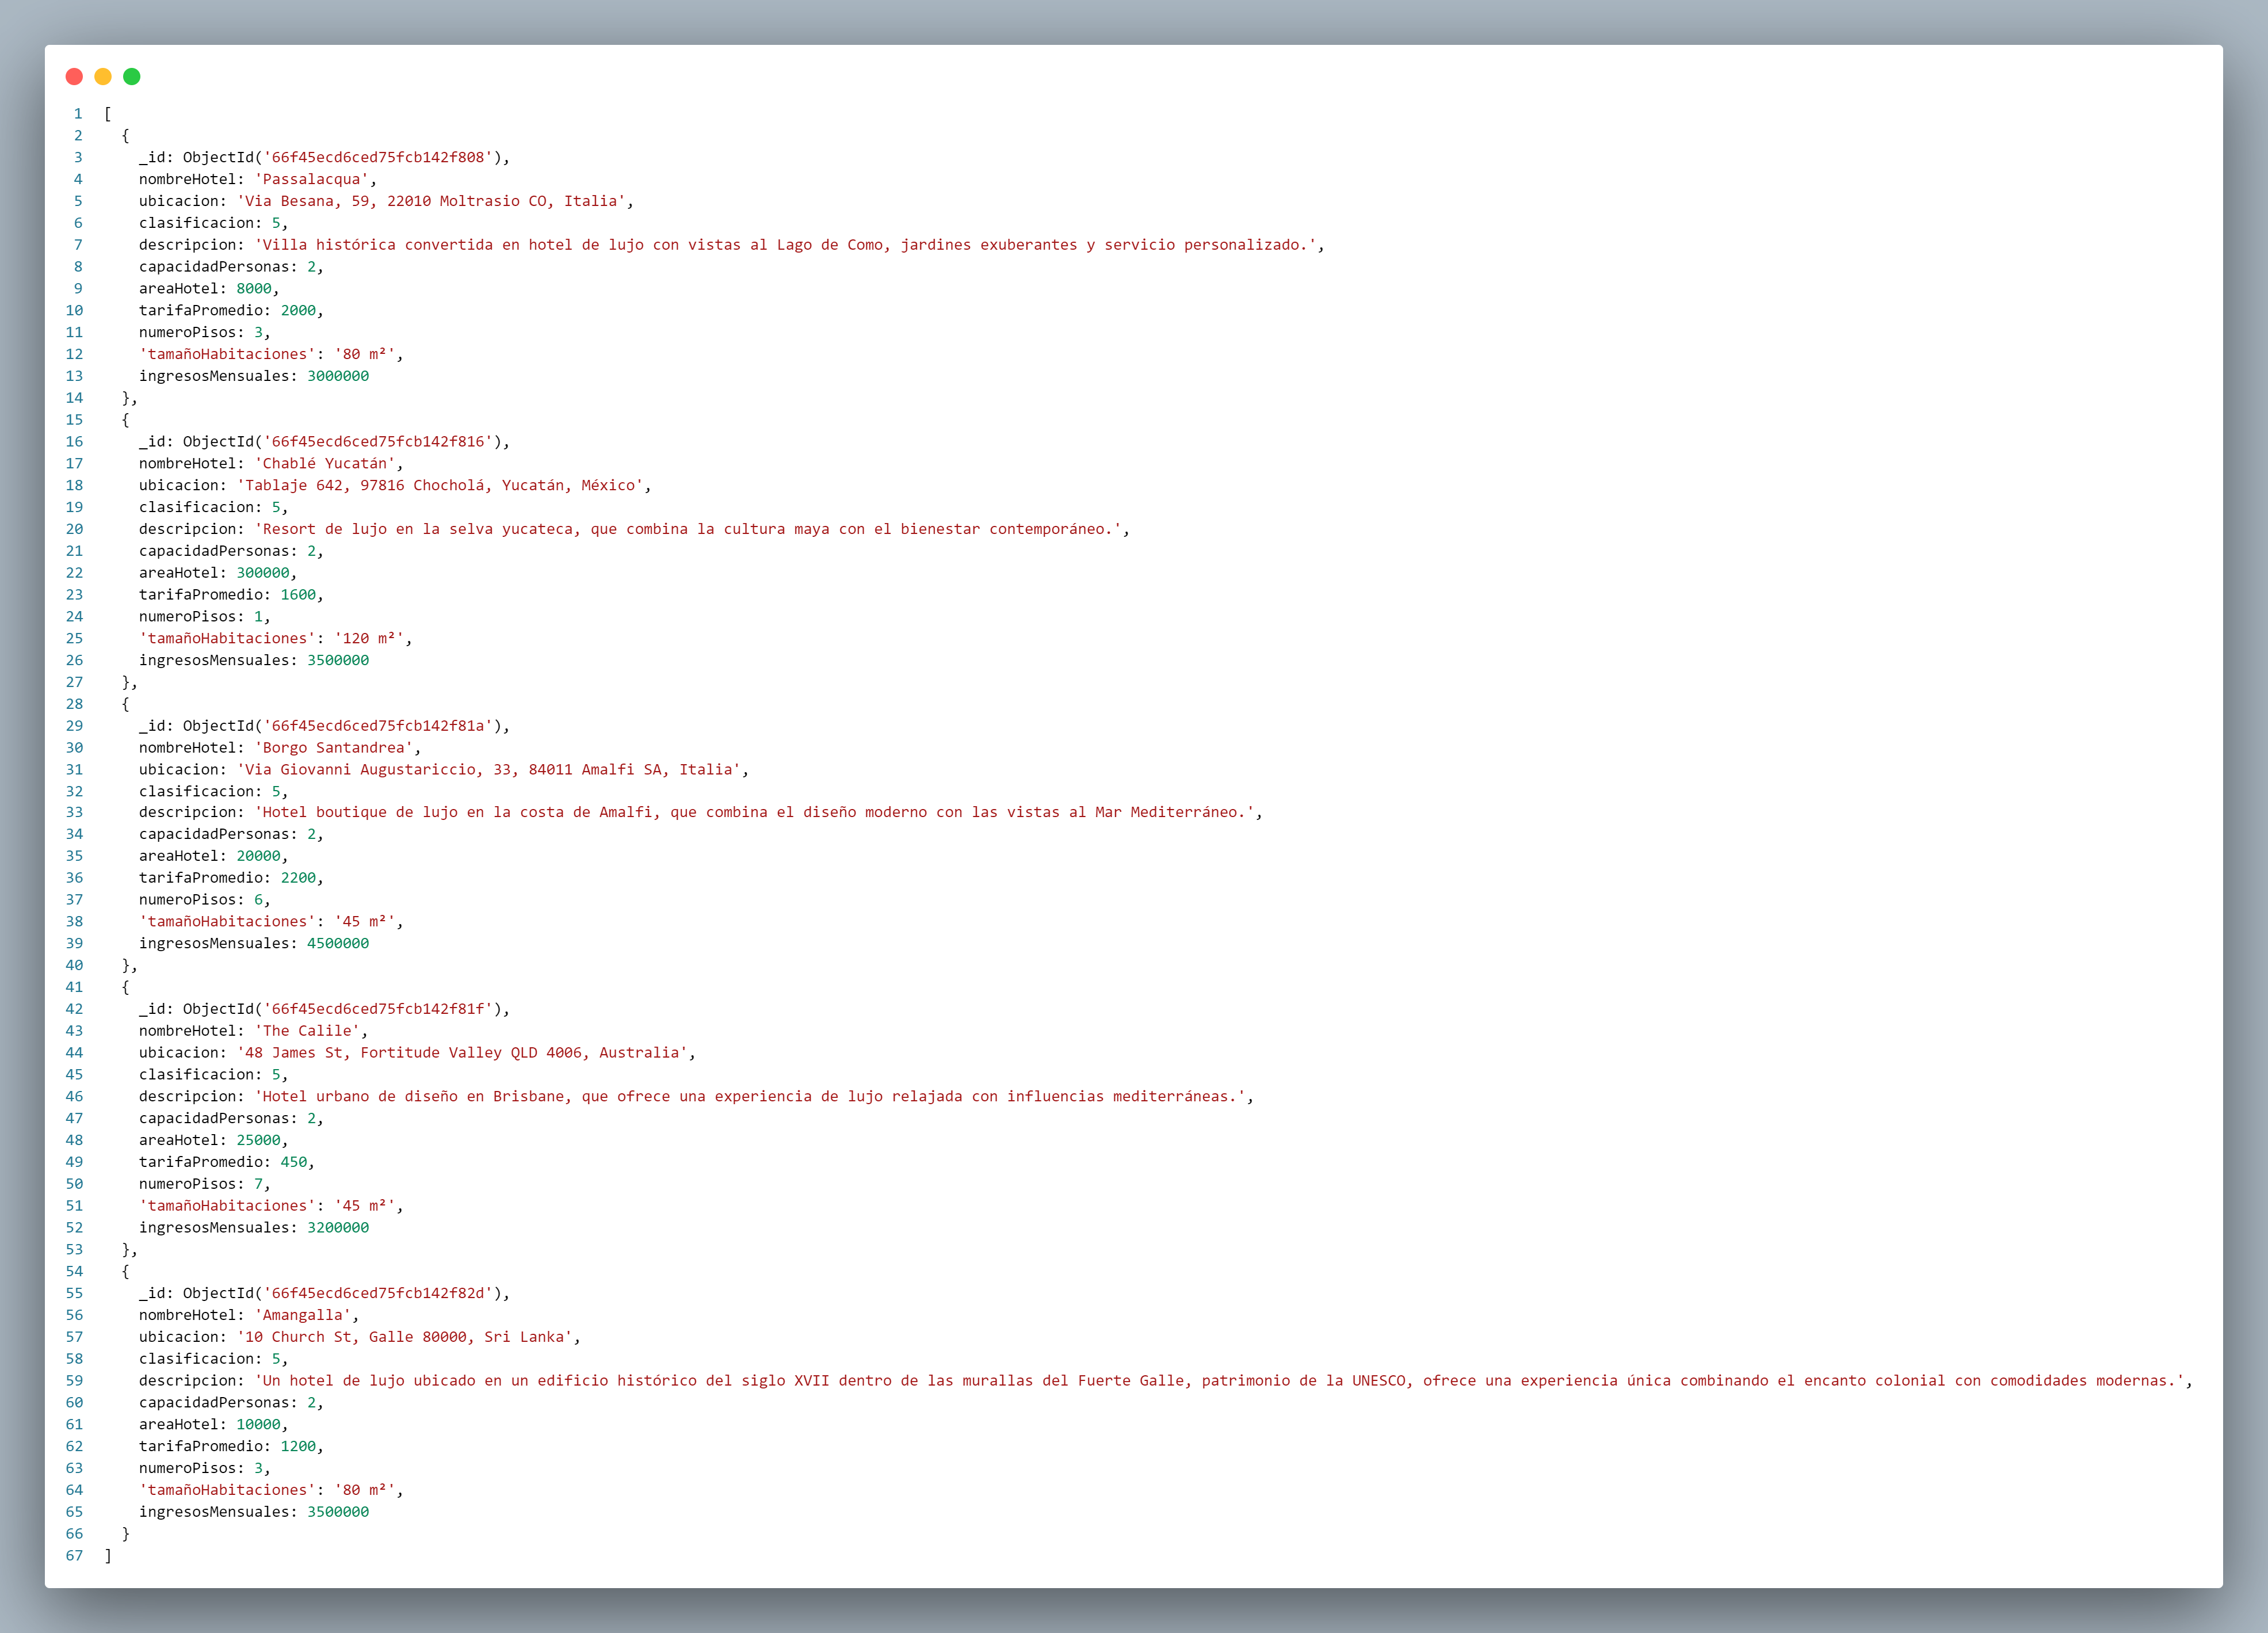 1 [
2 {
3 _id: ObjectId('66f45ecd6ced75fcb142f808'),
4 nombreHotel: 'Passalacqua',
5 ubicacion: 'Via Besana, 59, 22010 Moltrasio CO, Italia',
6 clasificacion: 5,
7 descripcion: 'Villa histórica convertida en hotel de lujo con vistas al Lago de Como, jardines exuberantes y servicio personalizado.',
8 capacidadPersonas: 2,
9 areaHotel: 8000,
10 tarifaPromedio: 2000,
11 numeroPisos: 3,
12 'tamañoHabitaciones': '80 m²',
13 ingresosMensuales: 3000000
14 },
15 {
16 _id: ObjectId('66f45ecd6ced75fcb142f816'),
17 nombreHotel: 'Chablé Yucatán',
18 ubicacion: 'Tablaje 642, 97816 Chocholá, Yucatán, México',
19 clasificacion: 5,
20 descripcion: 'Resort de lujo en la selva yucateca, que combina la cultura maya con el bienestar contemporáneo.',
21 capacidadPersonas: 2,
22 areaHotel: 300000,
23 tarifaPromedio: 1600,
24 numeroPisos: 1,
25 'tamañoHabitaciones': '120 m²',
26 ingresosMensuales: 3500000
27 },
28 {
29 _id: ObjectId('66f45ecd6ced75fcb142f81a'),
30 nombreHotel: 'Borgo Santandrea',
31 ubicacion: 'Via Giovanni Augustariccio, 33, 84011 Amalfi SA, Italia',
32 clasificacion: 5,
33 descripcion: 'Hotel boutique de lujo en la costa de Amalfi, que combina el diseño moderno con las vistas al Mar Mediterráneo.',
34 capacidadPersonas: 2,
35 areaHotel: 20000,
36 tarifaPromedio: 2200,
37 numeroPisos: 6,
38 'tamañoHabitaciones': '45 m²',
39 ingresosMensuales: 4500000
40 },
41 {
42 _id: ObjectId('66f45ecd6ced75fcb142f81f'),
43 nombreHotel: 'The Calile',
44 ubicacion: '48 James St, Fortitude Valley QLD 4006, Australia',
45 clasificacion: 5,
46 descripcion: 'Hotel urbano de diseño en Brisbane, que ofrece una experiencia de lujo relajada con influencias mediterráneas.',
47 capacidadPersonas: 2,
48 areaHotel: 25000,
49 tarifaPromedio: 450,
50 numeroPisos: 7,
51 'tamañoHabitaciones': '45 m²',
52 ingresosMensuales: 3200000
53 },
54 {
55 _id: ObjectId('66f45ecd6ced75fcb142f82d'),
56 nombreHotel: 'Amangalla',
57 ubicacion: '10 Church St, Galle 80000, Sri Lanka',
58 clasificacion: 5,
59 descripcion: 'Un hotel de lujo ubicado en un edificio histórico del siglo XVII dentro de las murallas del Fuerte Galle, patrimonio de la UNESCO, ofrece una experiencia única combinando el encanto colonial con comodidades modernas.',
60 capacidadPersonas: 2,
61 areaHotel: 10000,
62 tarifaPromedio: 1200,
63 numeroPisos: 3,
64 'tamañoHabitaciones': '80 m²',
65 ingresosMensuales: 3500000
66 }
67 ]